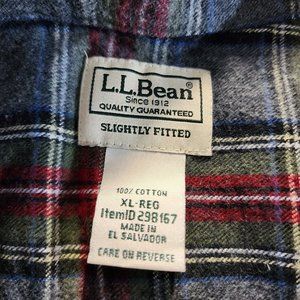 L.L.Bean®
Since 1912
QUALITY GUARANTEED
SLIGHTLY FITTED
100% COTTON
XL-REG
ItemID 298167
MADE IN
EL SALVADOR
CARE ON REVERSE